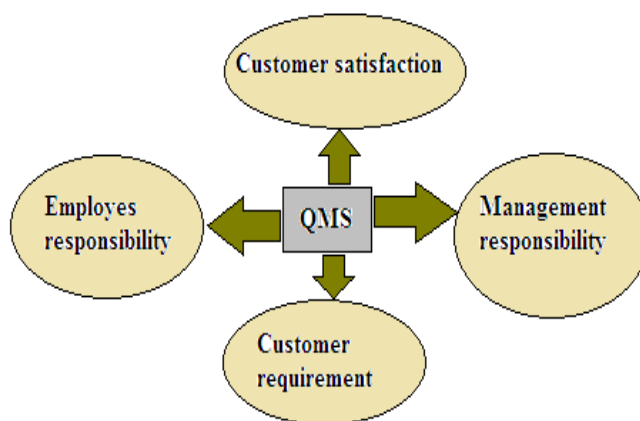 Customer satisfaction
Employes
responsibility
QMS
Management
responsibility
Customer
requirement